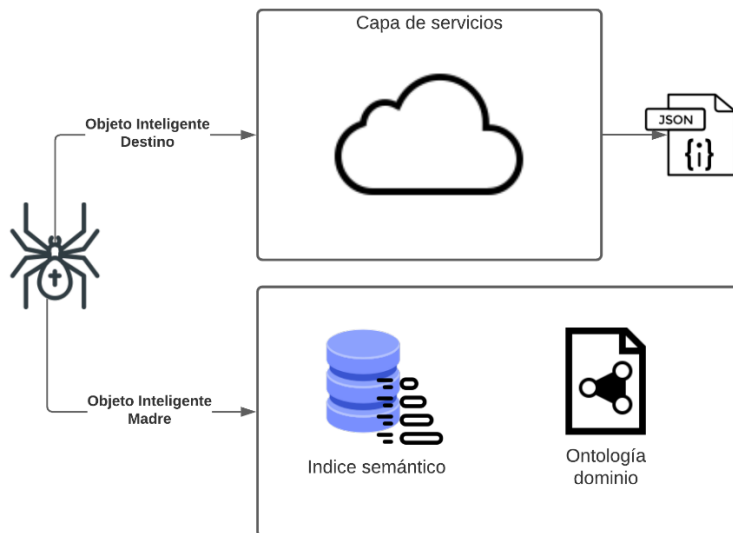 Capa de servicios
Objeto Inteligente
Destino
JSON
{i}
Objeto Inteligente
Madre
Indice semántico
Ontología
dominio